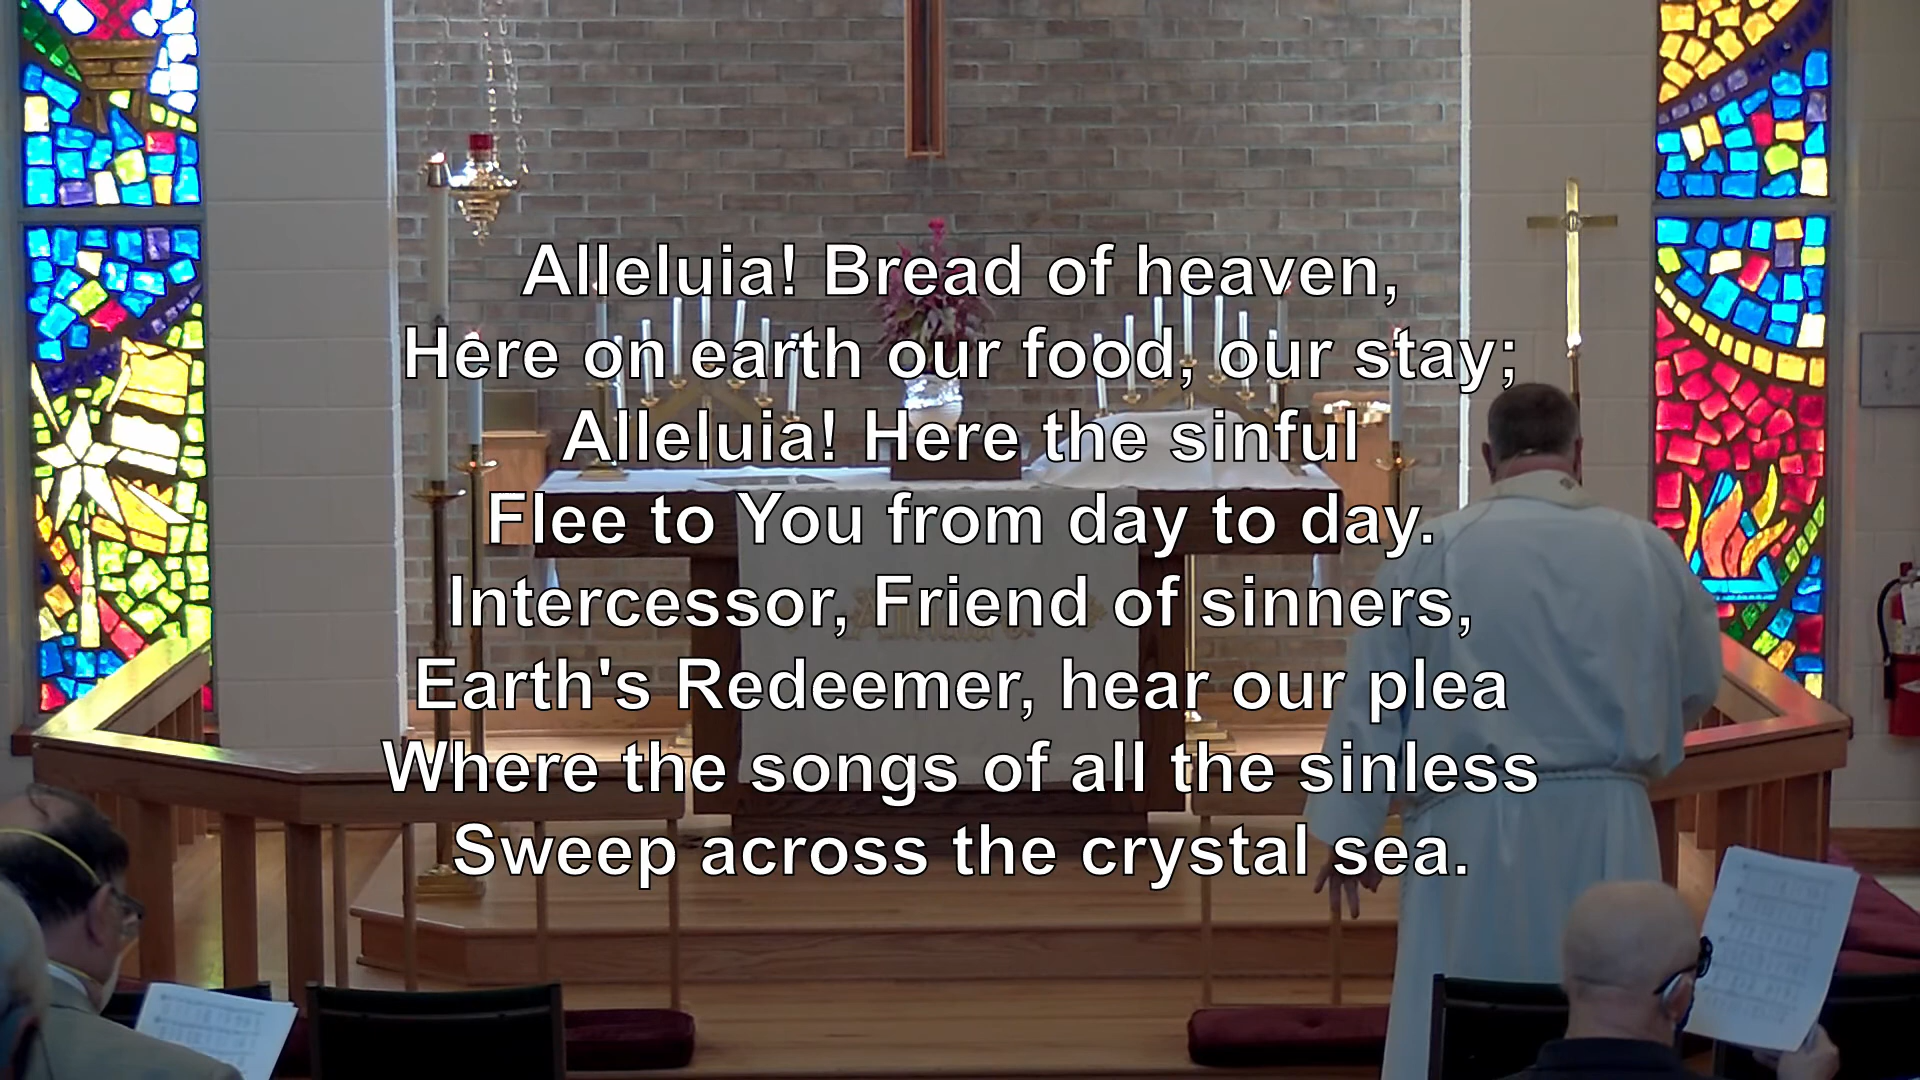 Alleluia! Bread of heaven,
Here on earth our food, our stay;
Alleluia! Here the sinful
Flee to You from day to day.
Intercessor, Friend of sinners,
Earth's Redeemer, hear our plea
Where the songs of all the sinless
Sweep across the crystal sea.